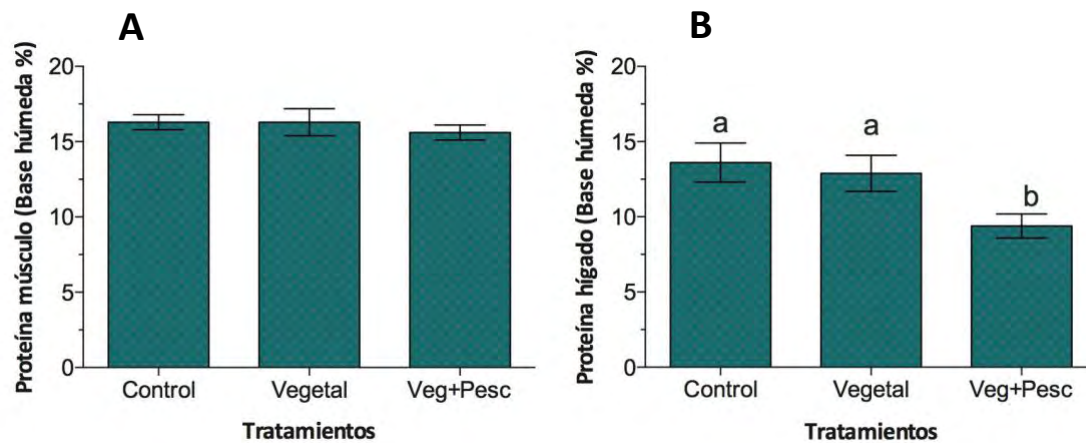 A
Proteína músculo (Base húmeda %)
20
15
10
5
0
Control Vegetal Veg+Pesc
Tratamientos
B
Proteína hígado (Base húmeda %)
20
15
10
5
0
a
a
b
Control Vegetal Veg+Pesc
Tratamientos